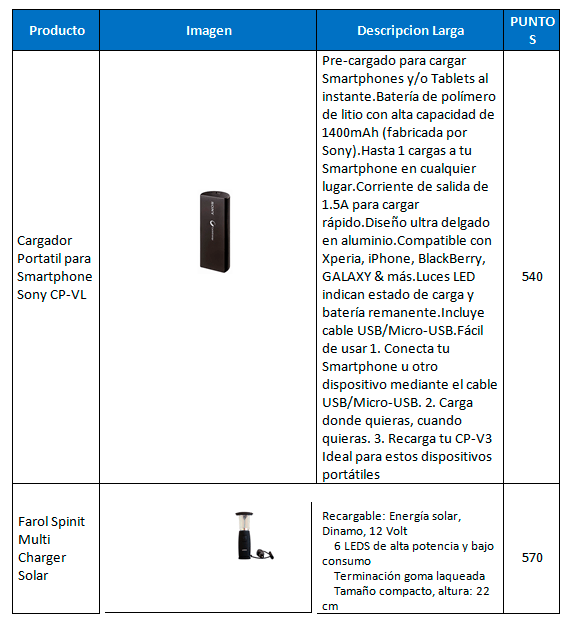 Producto
Imagen
Descripcion Larga
PUNTO
S
Cargador
Portatil para
Smartphone
Sony CP-VL
SONY
Pre-cargado para cargar
Smartphones y/o Tablets al
instante.Batería de polímero
de litio con alta capacidad de
1400mAh (fabricada por
Sony).Hasta 1 cargas a tu
Smartphone en cualquier
lugar.Corriente de salida de
1.5A para cargar
rápido.Diseño ultra delgado
en aluminio.Compatible con
Xperia, iPhone, BlackBerry,
GALAXY & más.Luces LED
indican estado de carga y
batería remanente.Incluye
cable USB/Micro-USB.Fácil
de usar 1. Conecta tu
Smartphone u otro
dispositivo mediante el cable
USB/Micro-USB. 2. Carga
donde quieras, cuando
quieras. 3. Recarga tu CP-V3
Ideal para estos dispositivos
portátiles
540
Farol Spinit
Multi
Charger
Solar
Recargable: Energía solar,
Dinamo, 12 Volt
6 LEDS de alta potencia y bajo
consumo
Terminación goma laqueada
Tamaño compacto, altura: 22
cm
570